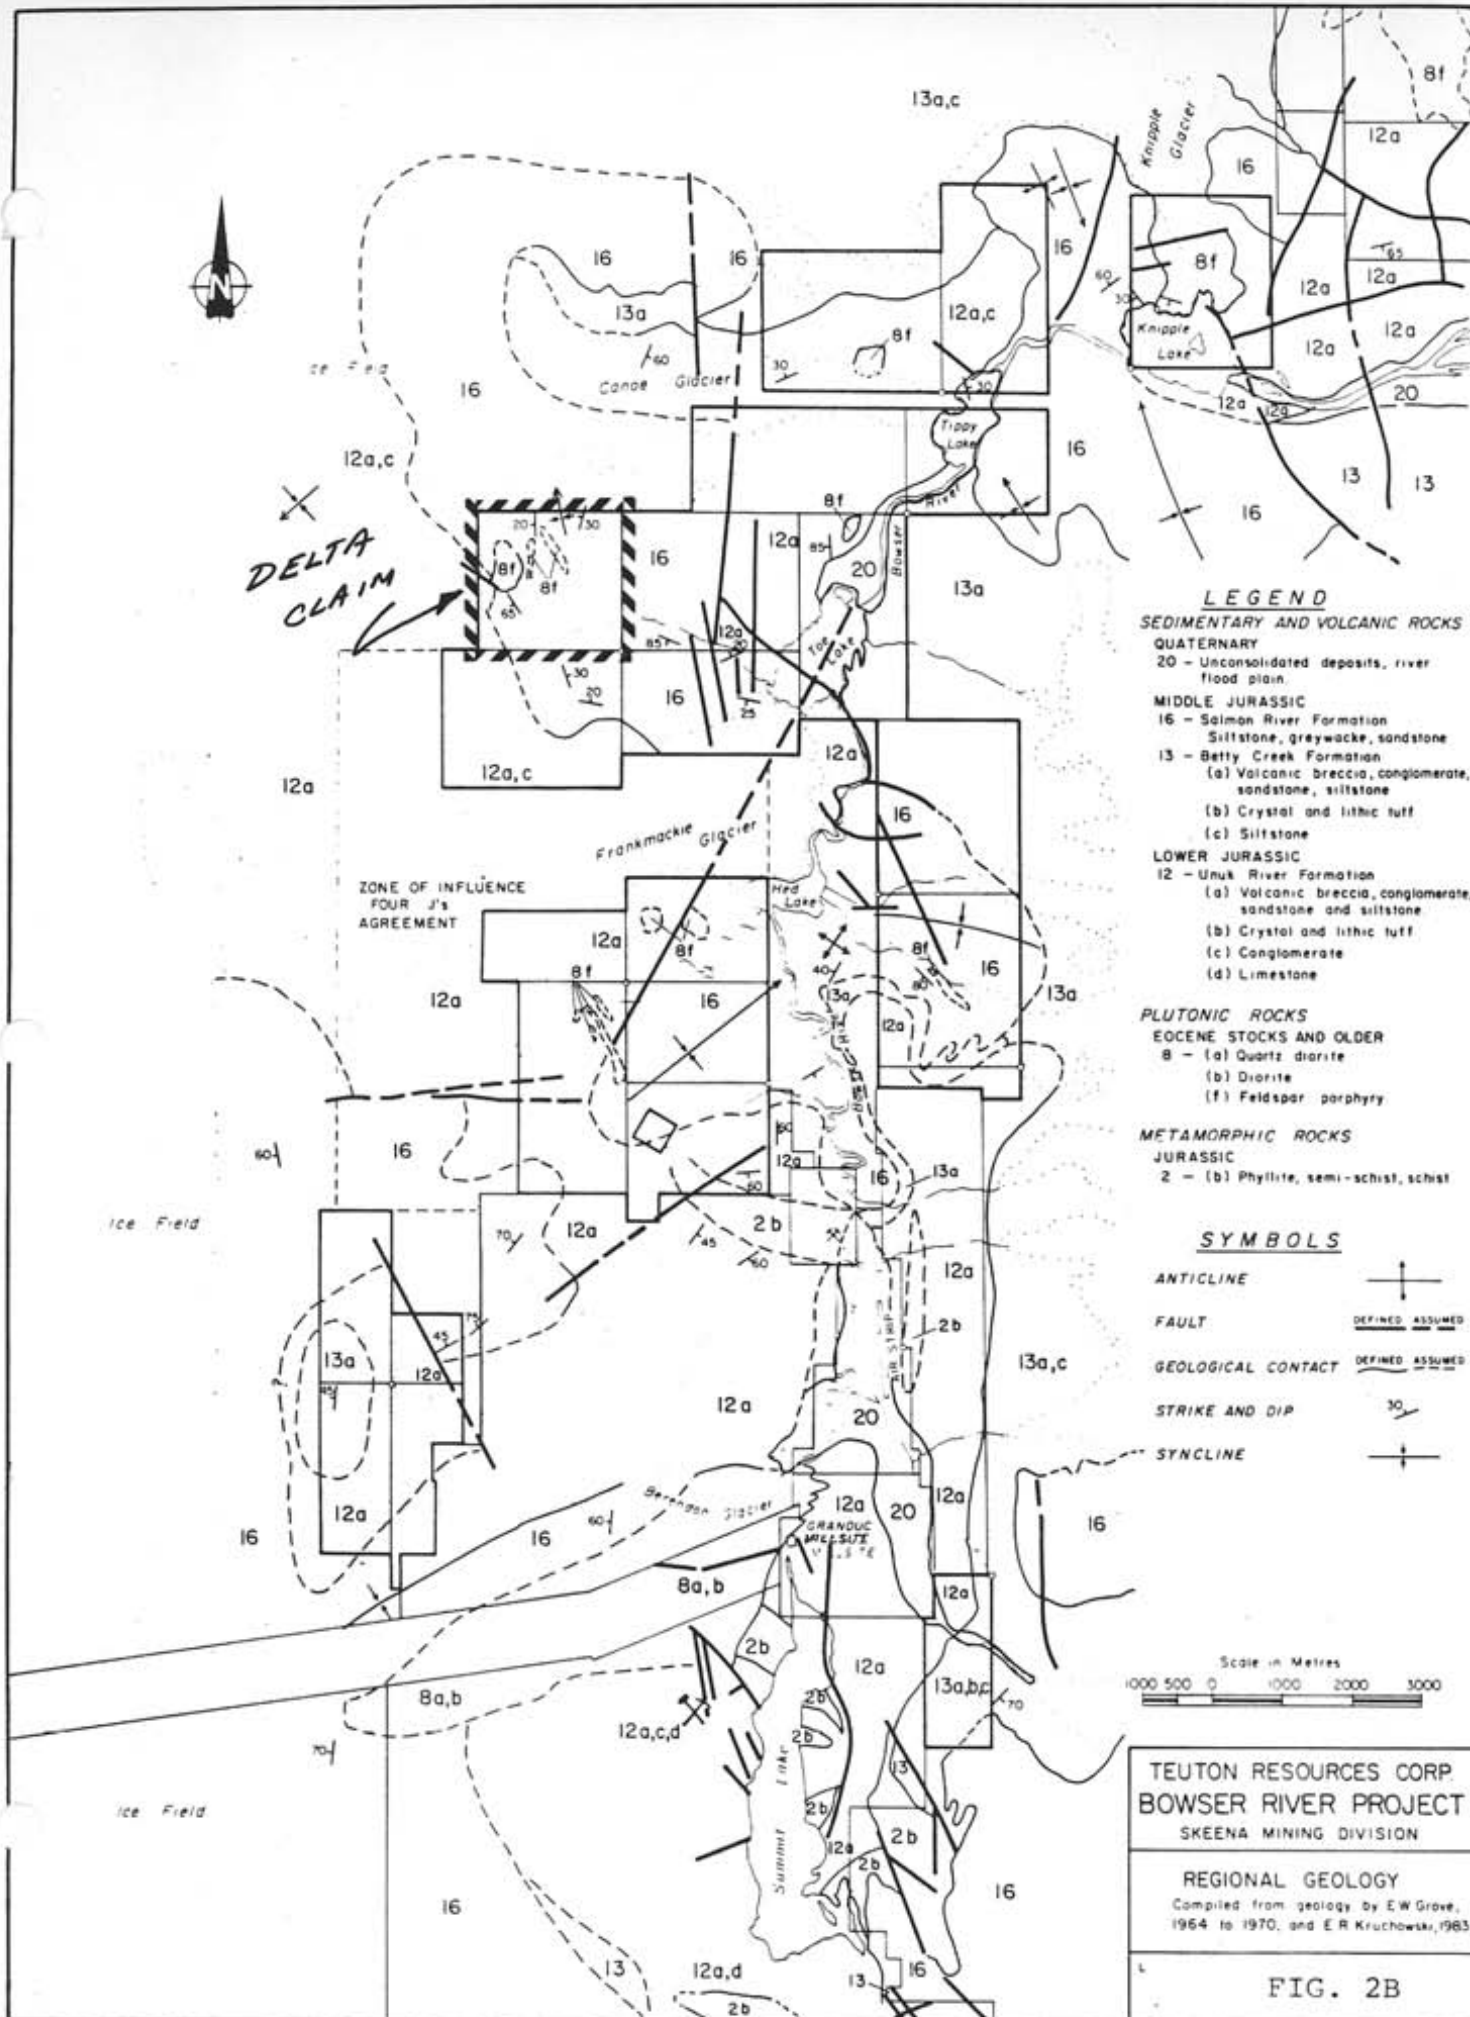 13a,c
8f
Knipple
Glacier
12a
16
16
16
16
8f
65
60
30
12a
12a
13a
12a,c
8f
Knipple
Lake
12a
60
30
30
ce Field
Canoe Glacier
16
12a
12a
20
Tippy
Lake
16
12a,c
13
13
16
River
8f
20
30
DELTA
CLAIM
8f
8f
65
16
12a
85
20
Bowser
13a
12a
85
Toe
Lake
30
20
16
25
12a
12a
12a,c
16
Frankmackie Glacier
ZONE OF INFLUENCE
FOUR J's
AGREEMENT
Hed
Lake
12a
8f
8f
8f
40
80
16
13a
12a
16
13a
12a
60
16
60
12a
60
16
13a
Ice Field
70
12a
2b
45
60
12a
75
45
2b
13a
12a
45
AIR STRIP
13a,c
12a
20
12a
Berendon Glacier
16
16
60
12a
20
12a
16
GRANDUC
MILLSITE
8a,b
12a
2b
12a
8a,b
2b
13a,b,c
70
12a,c,d
2b
70
13
Ice Field
Summit Lake
2b
12a
2b
2b
16
16
13
12a,d
2b
13
16
LEGEND
SEDIMENTARY AND VOLCANIC ROCKS
QUATERNARY
20 - Unconsolidated deposits, river
flood plain.
MIDDLE JURASSIC
16 - Salmon River Formation
Siltstone, greywacke, sandstone
13 - Betty Creek Formation
(a) Volcanic breccia, conglomerate,
sandstone, siltstone
(b) Crystal and lithic tuff
(c) Siltstone
LOWER JURASSIC
12 - Unuk River Formation
(a) Volcanic breccia, conglomerate,
sandstone and siltstone
(b) Crystal and lithic tuff
(c) Conglomerate
(d) Limestone
PLUTONIC ROCKS
EOCENE STOCKS AND OLDER
8 - (a) Quartz diorite
(b) Diorite
(f) Feldspar porphyry
METAMORPHIC ROCKS
JURASSIC
2 - (b) Phyllite, semi-schist, schist
SYMBOLS
ANTICLINE
FAULT DEFINED ASSUMED
GEOLOGICAL CONTACT DEFINED ASSUMED
STRIKE AND DIP 30
SYNCLINE
Scale in Metres
1000 500 0 1000 2000 3000
TEUTON RESOURCES CORP.
BOWSER RIVER PROJECT
SKEENA MINING DIVISION
REGIONAL GEOLOGY
Compiled from geology by E W Grove,
1964 to 1970, and E R Kruchowski, 1983
FIG. 2B